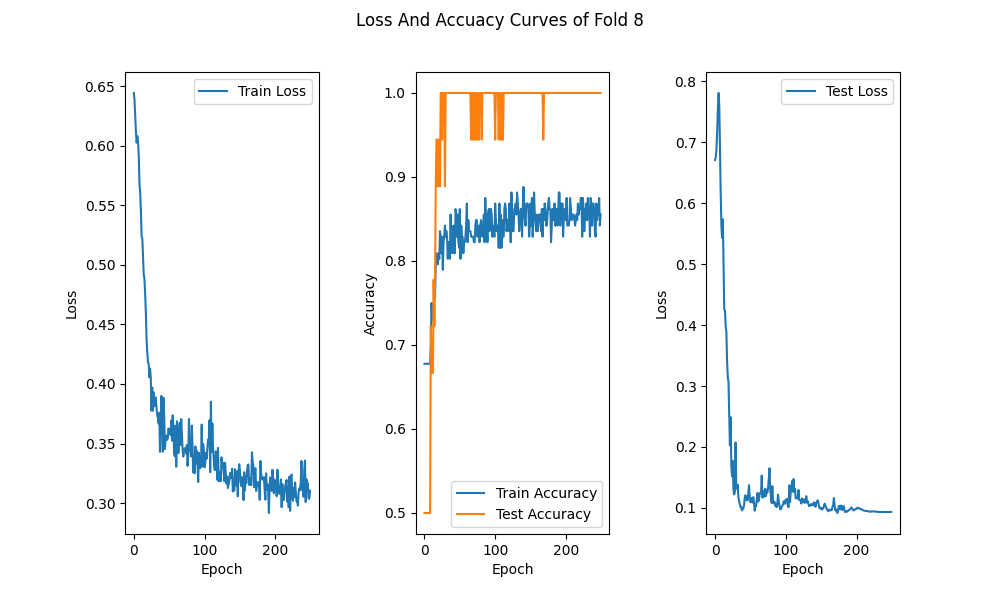 Loss And Accuacy Curves of Fold 8
Train Loss
0.65
0.60
0.55
0.50
0.45
0.40
0.35
0.30
Loss
0
100
200
Epoch
1.0
0.9
0.8
0.7
0.6
0.5
Accuracy
Train Accuracy
Test Accuracy
0
100
200
Epoch
Test Loss
0.8
0.7
0.6
0.5
0.4
0.3
0.2
0.1
Loss
0
100
200
Epoch